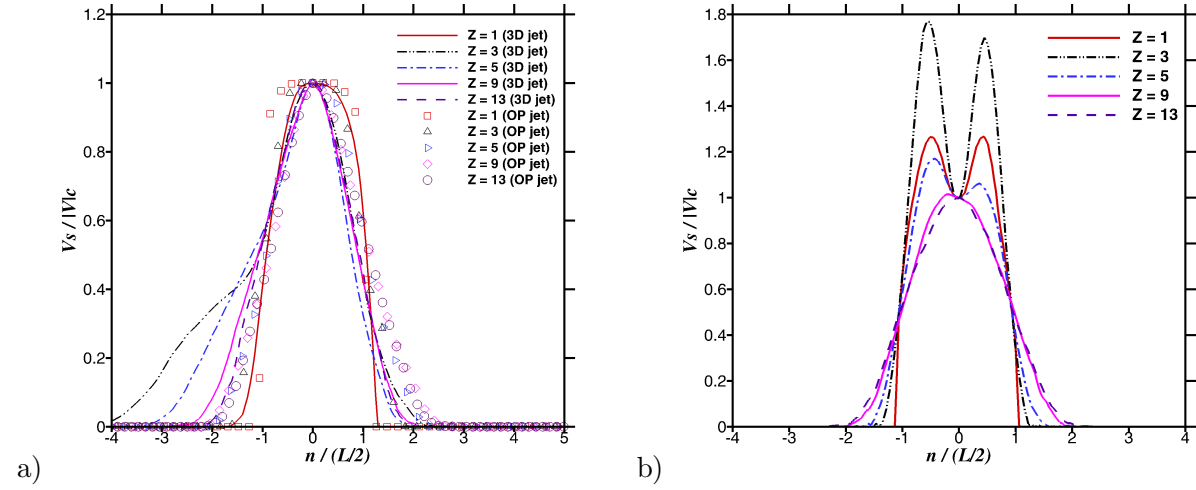 1.2
1
0.8
0.6
0.4
0.2
0
Vs / |V|c
-4 -3 -2 -1 0 1 2 3 4 5
n / (L/2)
Z = 1 (3D jet)
Z = 3 (3D jet)
Z = 5 (3D jet)
Z = 9 (3D jet)
Z = 13 (3D jet)
Z = 1 (OP jet)
Z = 3 (OP jet)
Z = 5 (OP jet)
Z = 9 (OP jet)
Z = 13 (OP jet)
a)
1.8
1.6
1.4
1.2
1
0.8
0.6
0.4
0.2
0
Vs / |V|c
-4 -3 -2 -1 0 1 2 3 4
n / (L/2)
Z = 1
Z = 3
Z = 5
Z = 9
Z = 13
b)